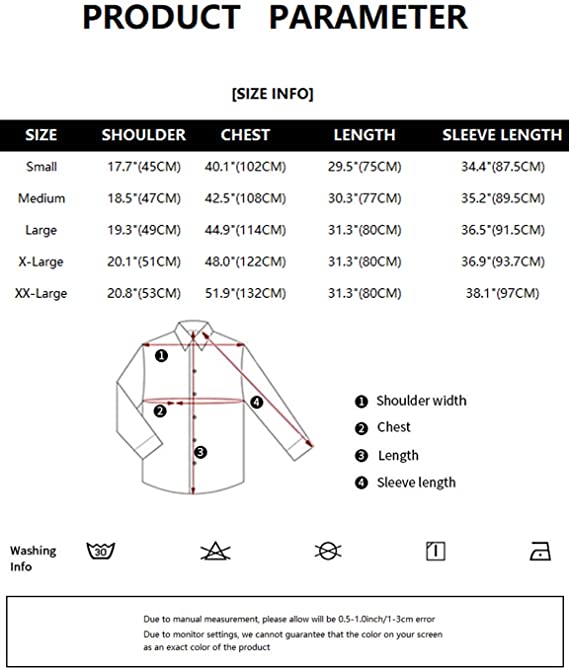 PRODUCT PARAMETER
[SIZE INFO]
SIZE SHOULDER CHEST LENGTH SLEEVE LENGTH
Small 17.7"(45CM) 40.1"(102CM) 29.5"(75CM) 34.4"(87.5CM)
Medium 18.5"(47CM) 42.5"(108CM) 30.3"(77CM) 35.2"(89.5CM)
Large 19.3"(49CM) 44.9"(114CM) 31.3"(80CM) 36.5"(91.5CM)
X-Large 20.1"(51CM) 48.0"(122CM) 31.3"(80CM) 36.9"(93.7CM)
XX-Large 20.8"(53CM) 51.9"(132CM) 31.3"(80CM) 38.1"(97CM)
1
2
3
4
1 Shoulder width
2 Chest
3 Length
4 Sleeve length
Washing
Info
30
Due to manual measurement, please allow will be 0.5-1.0inch/1-3cm error
Due to monitor settings, we cannot guarantee that the color on your screen
as an exact color of the product